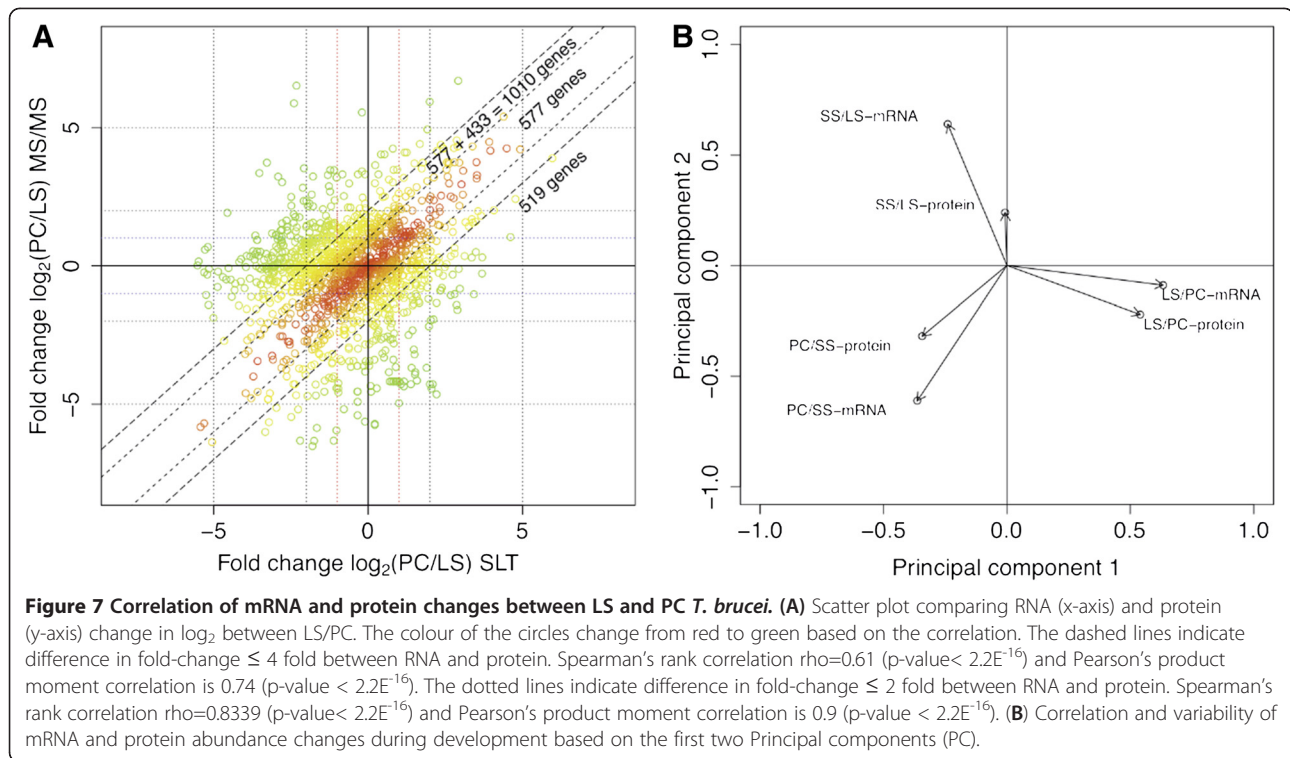 A
Fold change log₂(PC/LS) MS/MS
5
0
−5
577 + 433 = 1010 genes
577 genes
519 genes
−5
0
5
Fold change log₂(PC/LS) SLT
B
Principal component 2
1.0
0.5
0.0
−0.5
−1.0
SS/LS−mRNA
SS/LS−protein
LS/PC−mRNA
LS/PC−protein
PC/SS−protein
PC/SS−mRNA
−1.0
−0.5
0.0
0.5
1.0
Principal component 1
Figure 7 Correlation of mRNA and protein changes between LS and PC T. brucei. (A) Scatter plot comparing RNA (x-axis) and protein
(y-axis) change in log₂ between LS/PC. The colour of the circles change from red to green based on the correlation. The dashed lines indicate
difference in fold-change ≤ 4 fold between RNA and protein. Spearman's rank correlation rho=0.61 (p-value< 2.2E⁻¹⁶) and Pearson's product
moment correlation is 0.74 (p-value < 2.2E⁻¹⁶). The dotted lines indicate difference in fold-change ≤ 2 fold between RNA and protein. Spearman's
rank correlation rho=0.8339 (p-value< 2.2E⁻¹⁶) and Pearson's product moment correlation is 0.9 (p-value < 2.2E⁻¹⁶). (B) Correlation and variability of
mRNA and protein abundance changes during development based on the first two Principal components (PC).